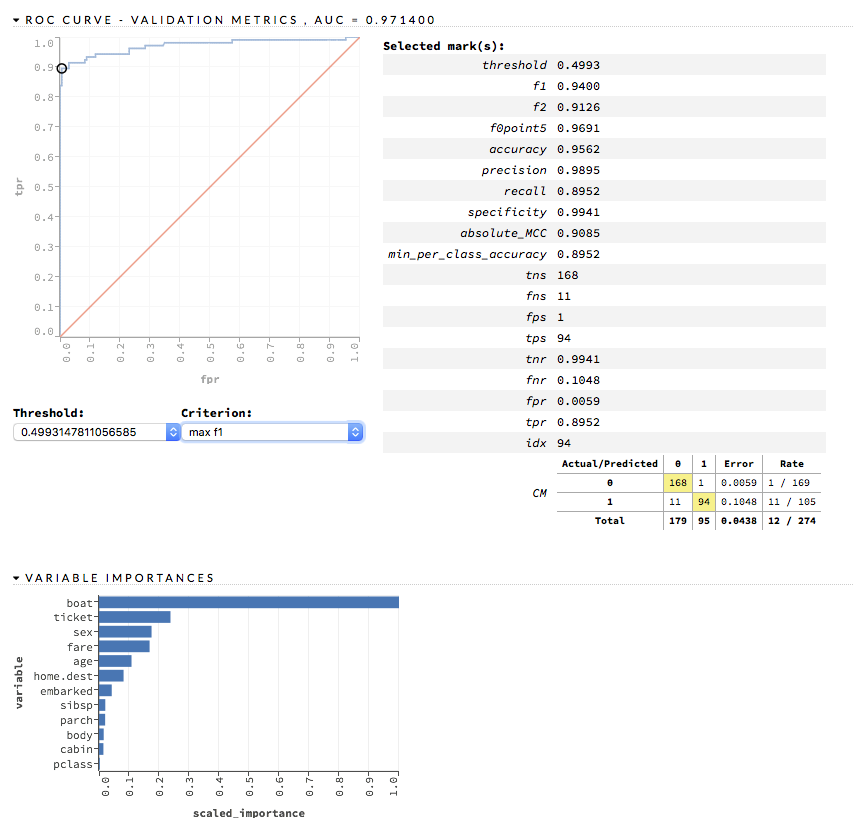 ▾ ROC CURVE - VALIDATION METRICS , AUC = 0.971400
1.0
0.9
0.8
0.7
0.6
0.5
0.4
0.3
0.2
0.1
0.0
tpr
0.0 0.1 0.2 0.3 0.4 0.5 0.6 0.7 0.8 0.9 1.0
fpr
Threshold: Criterion:
0.4993147811056585 max f1
Selected mark(s):
threshold 0.4993
f1 0.9400
f2 0.9126
f0point5 0.9691
accuracy 0.9562
precision 0.9895
recall 0.8952
specificity 0.9941
absolute_MCC 0.9085
min_per_class_accuracy 0.8952
tns 168
fns 11
fps 1
tps 94
tnr 0.9941
fnr 0.1048
fpr 0.0059
tpr 0.8952
idx 94
CM
Actual/Predicted 0 1 Error Rate
0 168 1 0.0059 1 / 169
1 11 94 0.1048 11 / 105
Total 179 95 0.0438 12 / 274
▾ VARIABLE IMPORTANCES
variable
boat
ticket
sex
fare
age
home.dest
embarked
sibsp
parch
body
cabin
pclass
0.0 0.1 0.2 0.3 0.4 0.5 0.6 0.7 0.8 0.9 1.0
scaled_importance